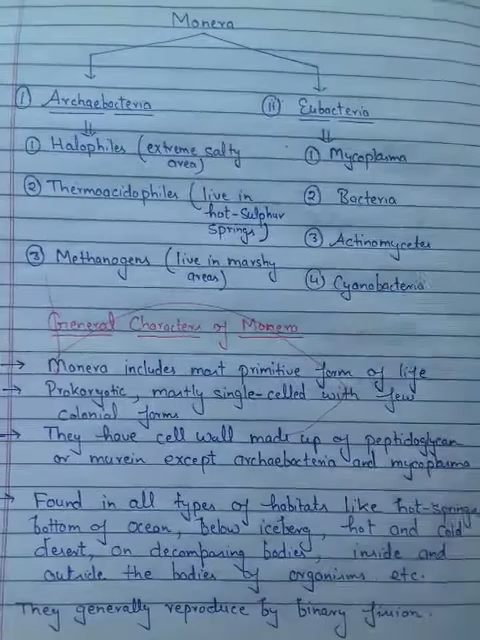 Monera
① Archaebacteria
ⅱ Eubacteria
① Halophiles (extreme salty
area)
② Thermoacidophiles (live in
hot-sulphur
springs)
③ Methanogens (live in marshy
areas)
① Mycoplasma
② Bacteria
③ Actinomycetes
④ Cyanobacteria
General Characters of Monera
→ Monera includes most primitive form of life
→ Prokaryotic, mostly single-celled with few
colonial forms
→ They have cell wall made up of peptidoglycan
or murein except archaebacteria and mycoplasma
→ Found in all types of habitats like hot-springs
bottom of ocean, below iceberg, hot and cold
desert, on decomposing bodies, inside and
outside the bodies of organisms etc.
They generally reproduce by binary fission.